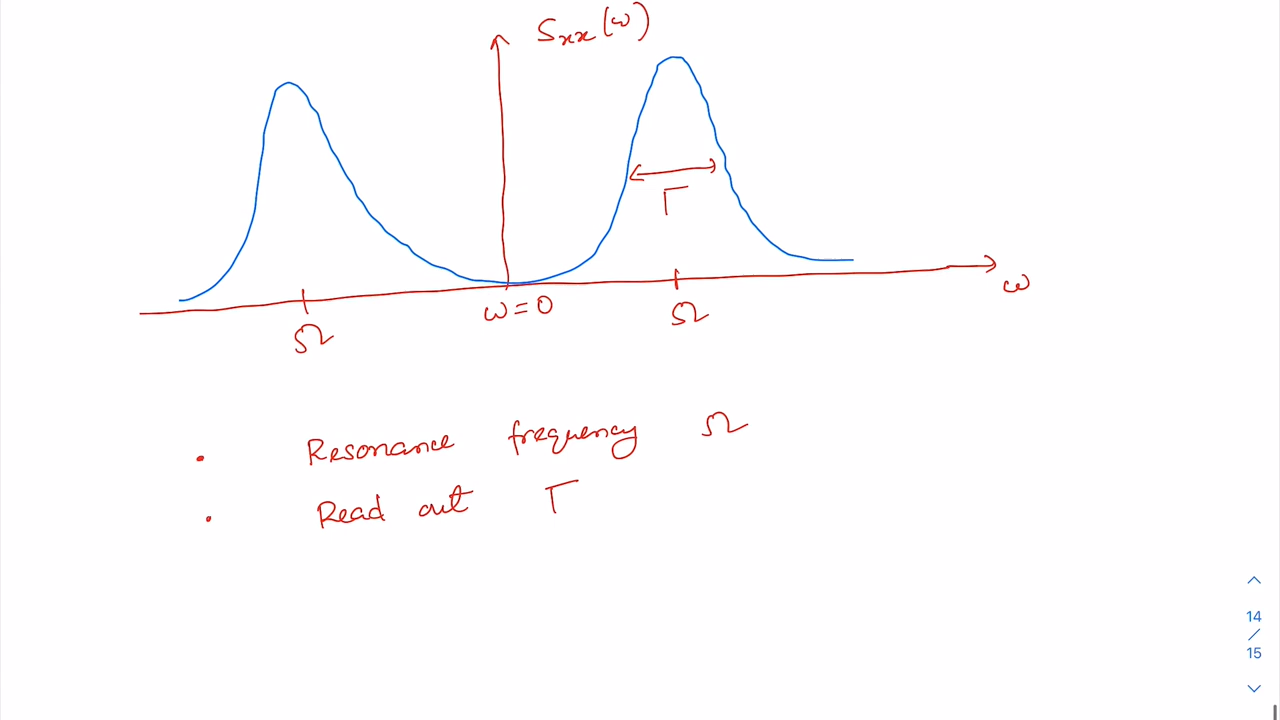 Sxx(ω)
Γ
ω
ω=0
Ω
Ω
. Resonance frequency Ω
. Read out Γ
14
/
15